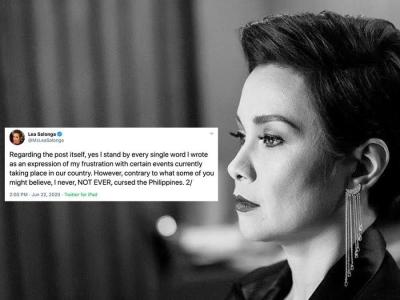 Lea Salonga
@MsLeaSalonga
Regarding the post itself, yes I stand by every single word I wrote
as an expression of my frustration with certain events currently
taking place in our country. However, contrary to what some of you
might believe, I never, NOT EVER, cursed the Philippines. 2/
2:05 PM · Jun 22, 2020 · Twitter for iPad